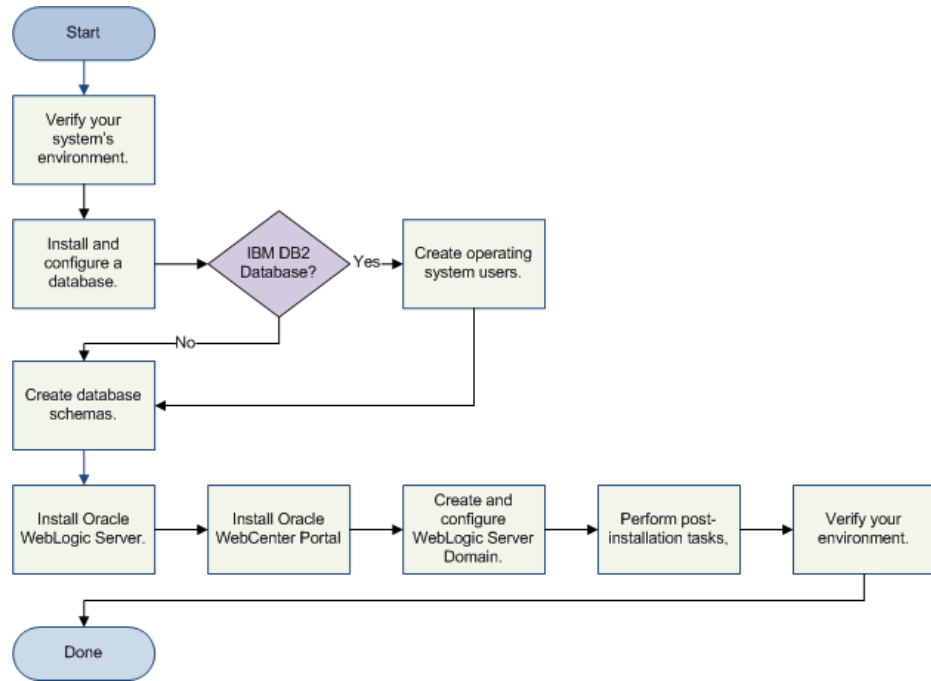 Start
Verify your
system's
environment.
Install and
configure a
database.
IBM DB2
Database?
Yes
Create operating
system users.
No
Create database
schemas.
Install Oracle
WebLogic Server.
Install Oracle
WebCenter Portal
Create and
configure
WebLogic Server
Domain.
Perform post-
installation tasks,
Verify your
environment.
Done